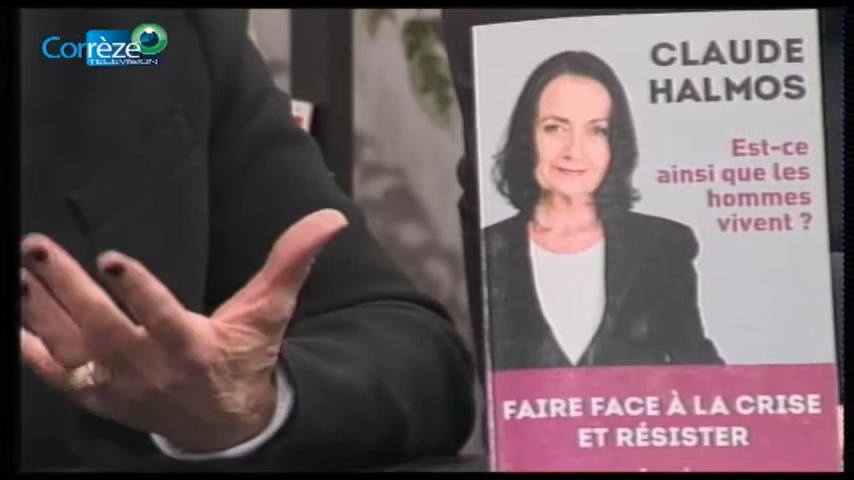 Corrèze
TELEVISION
CLAUDE
HALMOS
Est-ce
ainsi que les
hommes
vivent ?
FAIRE FACE À LA CRISE
ET RÉSISTER